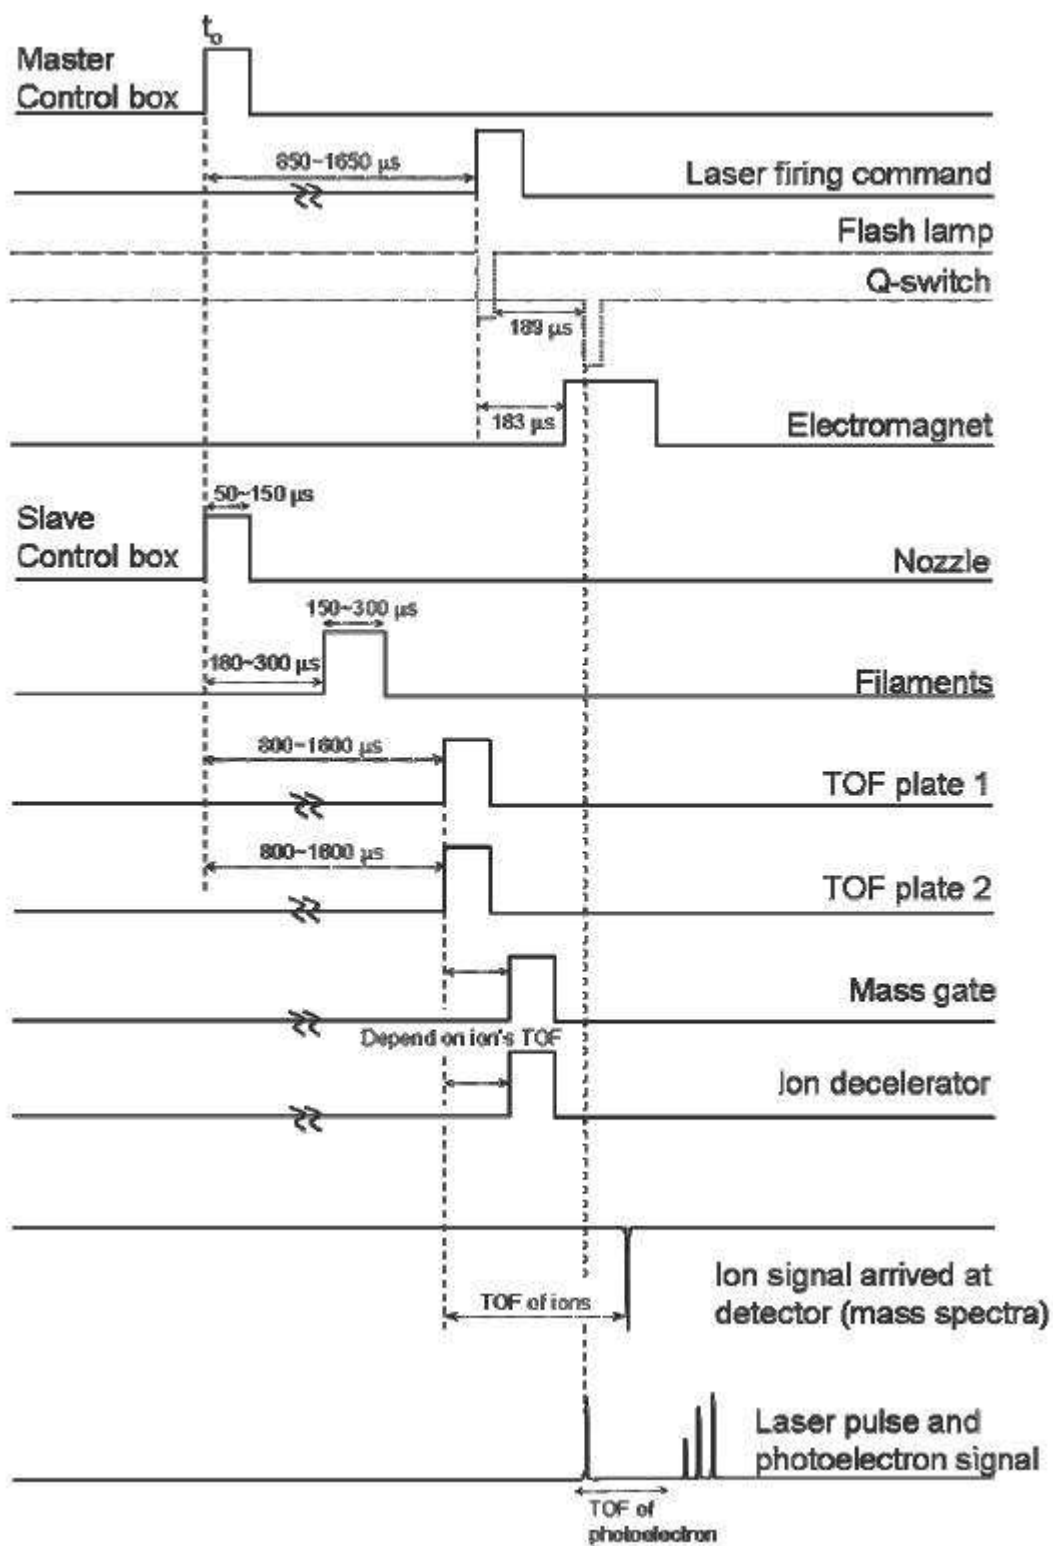 t₀
Master
Control box
850~1650 μs
Laser firing command
Flash lamp
Q-switch
189 μs
183 μs
Electromagnet
50~150 μs
Slave
Control box
Nozzle
150~300 μs
180~300 μs
Filaments
800~1600 μs
TOF plate 1
800~1600 μs
TOF plate 2
Mass gate
Depend on ion's TOF
Ion decelerator
Ion signal arrived at
detector (mass spectra)
TOF of ions
Laser pulse and
photoelectron signal
TOF of
photoelectron